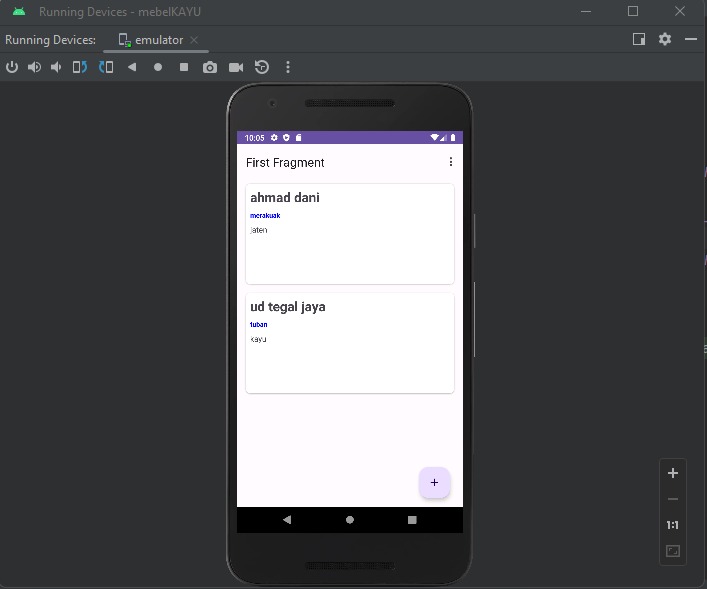 Running Devices - mebelKAYU
Running Devices: emulator
10:05
First Fragment
ahmad dani
merakuak
jaten
ud tegal jaya
tuban
kayu
+
1:1